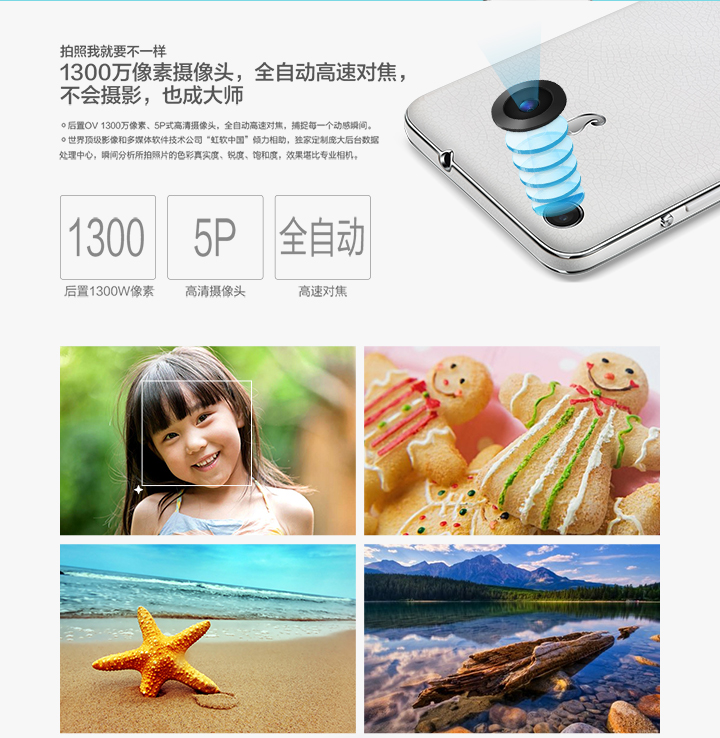 拍照我就要不一样
1300万像素摄像头，全自动高速对焦，
不会摄影，也成大师
后置OV 1300万像素、5P式高清摄像头，全自动高速对焦，捕捉每一个动感瞬间。
世界顶级影像和多媒体软件技术公司“虹软中国”倾力相助，独家定制庞大后台数据
处理中心，瞬间分析所拍照片的色彩真实度、锐度、饱和度，效果堪比专业相机。
1300 5P 全自动
后置1300W像素 高清摄像头 高速对焦